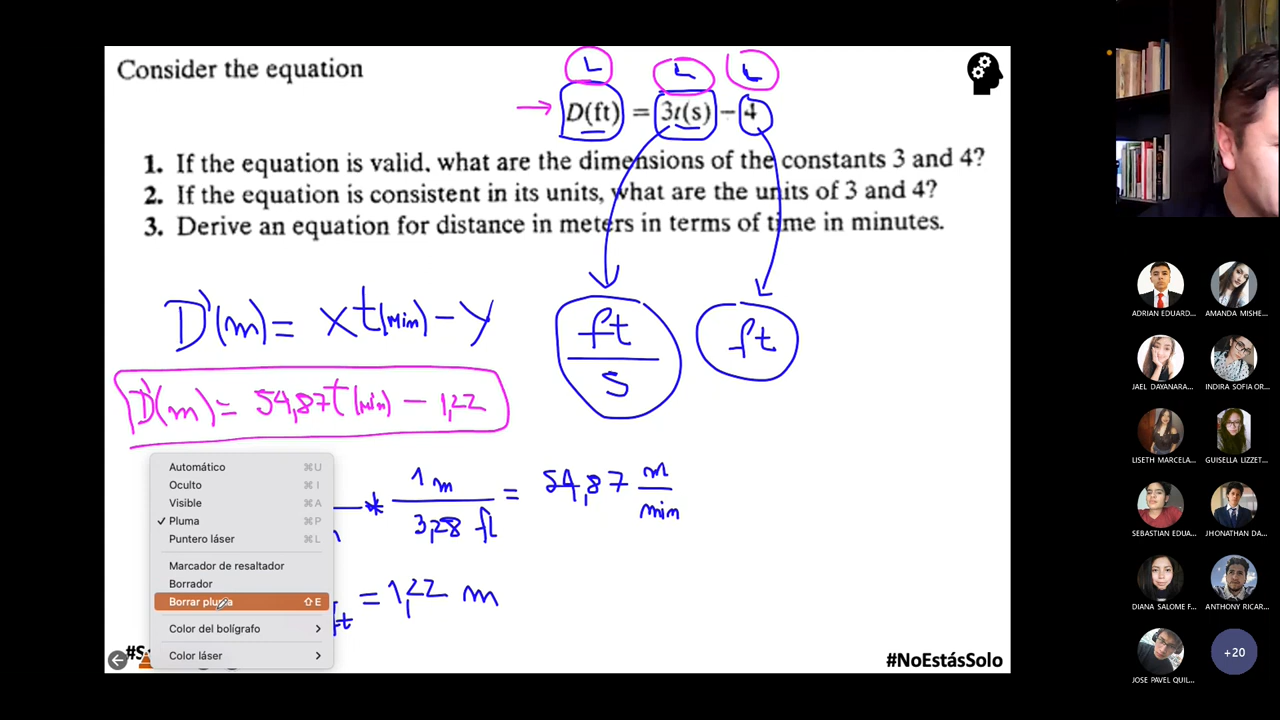 Consider the equation
L L L
→ D(ft) = 3t(s) − 4
1. If the equation is valid, what are the dimensions of the constants 3 and 4?
2. If the equation is consistent in its units, what are the units of 3 and 4?
3. Derive an equation for distance in meters in terms of time in minutes.
D'(m) = xt(min) − y
ft
s
ft
D'(m) = 54,87t(min) − 1,22
Automático ⌘U
Oculto ⌘I
Visible ⌘A
✓ Pluma ⌘P
Puntero láser ⌘L
Marcador de resaltador
Borrador
Borrar pluma ⇧E
Color del bolígrafo >
Color láser >
* 1 m
3,28 ft
= 54,87 m
min
ft = 1,22 m
#S
#NoEstásSolo
ADRIAN EDUARD...
AMANDA MISHE...
JAEL DAYANARA...
INDIRA SOFIA OR...
LISETH MARCELA...
GUISELLA LIZZET...
SEBASTIAN EDUA...
JHONATHAN DA...
DIANA SALOME F...
ANTHONY RICAR...
JOSE PAVEL QUIL...
+20